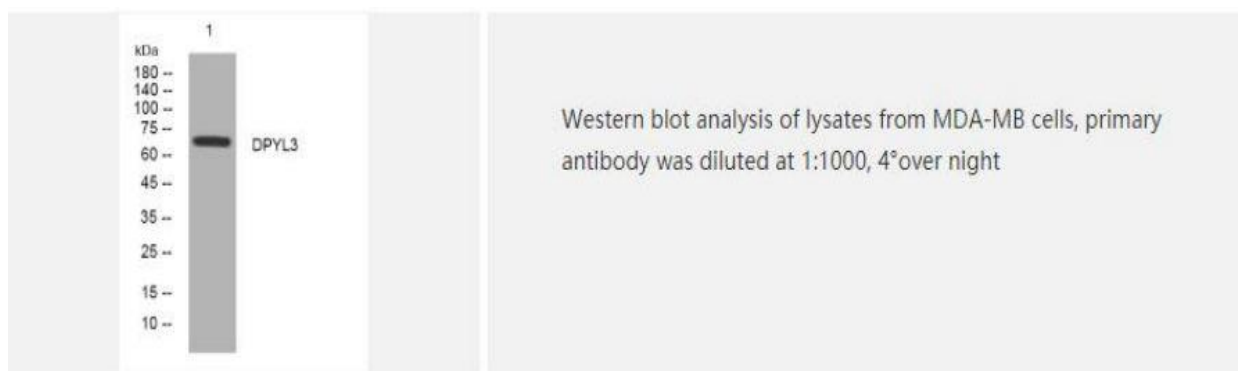 1
kDa
180 --
140 --
100 --
75 --
60 --
DPYL3
45 --
35 --
25 --
15 --
10 --
Western blot analysis of lysates from MDA-MB cells, primary
antibody was diluted at 1:1000, 4°over night